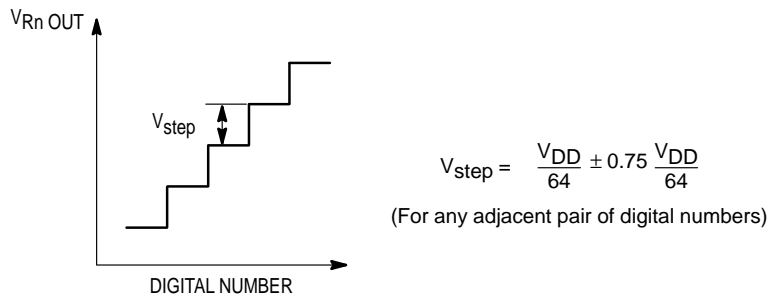 VRn OUT
Vstep
DIGITAL NUMBER
Vstep = VDD/64 ± 0.75 VDD/64
(For any adjacent pair of digital numbers)